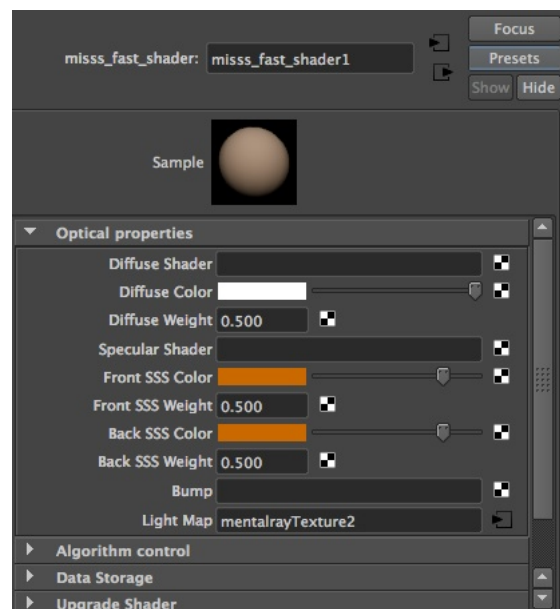 Focus
misss_fast_shader: misss_fast_shader1
Presets
Show Hide
Sample
Optical properties
Diffuse Shader
Diffuse Color
Diffuse Weight 0.500
Specular Shader
Front SSS Color
Front SSS Weight 0.500
Back SSS Color
Back SSS Weight 0.500
Bump
Light Map mentalrayTexture2
Algorithm control
Data Storage
Upgrade Shader